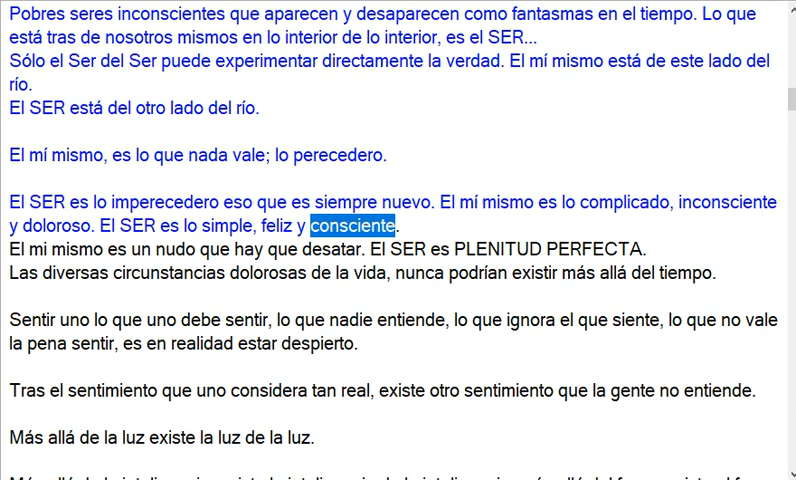 Pobres seres inconscientes que aparecen y desaparecen como fantasmas en el tiempo. Lo que
está tras de nosotros mismos en lo interior de lo interior, es el SER...
Sólo el Ser del Ser puede experimentar directamente la verdad. El mí mismo está de este lado del
río.
El SER está del otro lado del río.
El mí mismo, es lo que nada vale; lo perecedero.
El SER es lo imperecedero eso que es siempre nuevo. El mí mismo es lo complicado, inconsciente
y doloroso. El SER es lo simple, feliz y consciente.
El mi mismo es un nudo que hay que desatar. El SER es PLENITUD PERFECTA.
Las diversas circunstancias dolorosas de la vida, nunca podrían existir más allá del tiempo.
Sentir uno lo que uno debe sentir, lo que nadie entiende, lo que ignora el que siente, lo que no vale
la pena sentir, es en realidad estar despierto.
Tras el sentimiento que uno considera tan real, existe otro sentimiento que la gente no entiende.
Más allá de la luz existe la luz de la luz.